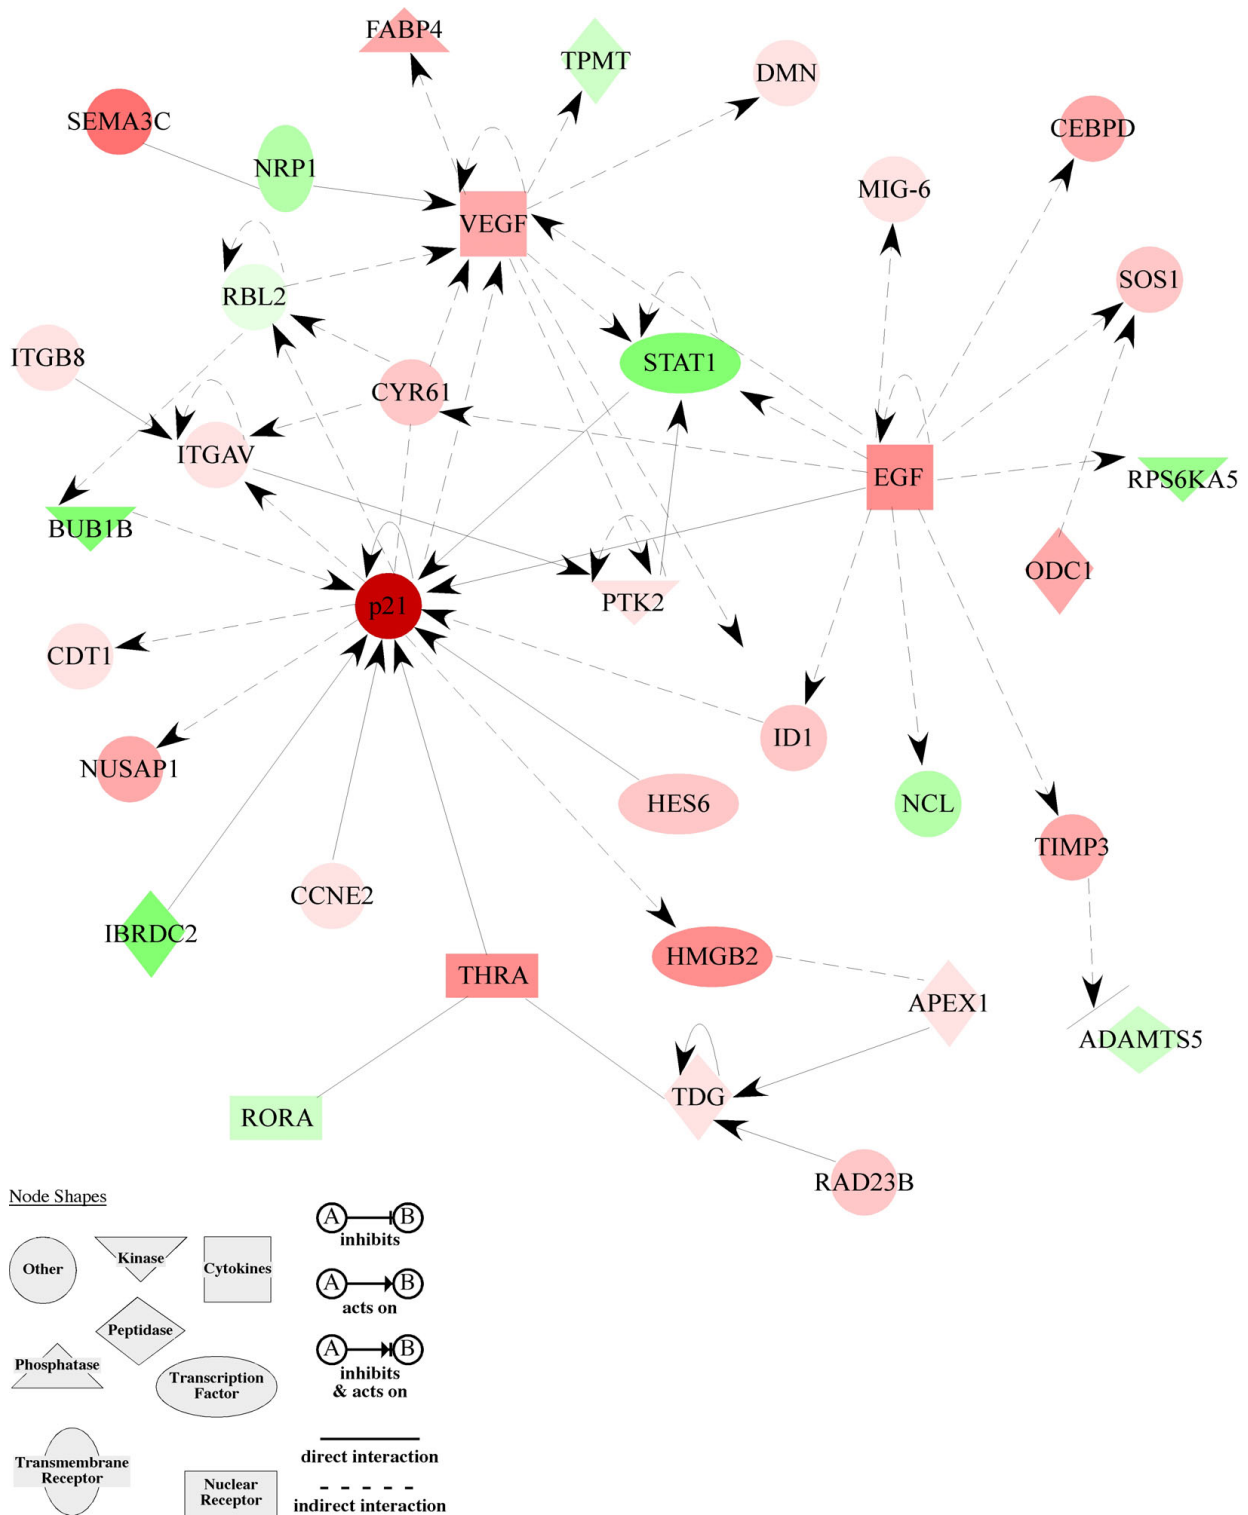 FABP4
TPMT
DMN
SEMA3C
CEBPD
NRP1
MIG-6
VEGF
SOS1
RBL2
ITGB8
STAT1
CYR61
ITGAV
EGF
RPS6KA5
BUB1B
ODC1
p21
PTK2
CDT1
ID1
NUSAP1
HES6
NCL
TIMP3
CCNE2
IBRDC2
HMGB2
THRA
APEX1
ADAMTS5
TDG
RORA
RAD23B
Node Shapes
Other
Kinase
Cytokines
Peptidase
Phosphatase
Transcription
Factor
Transmembrane
Receptor
Nuclear
Receptor
A B
inhibits
A B
acts on
A B
inhibits
& acts on
direct interaction
indirect interaction